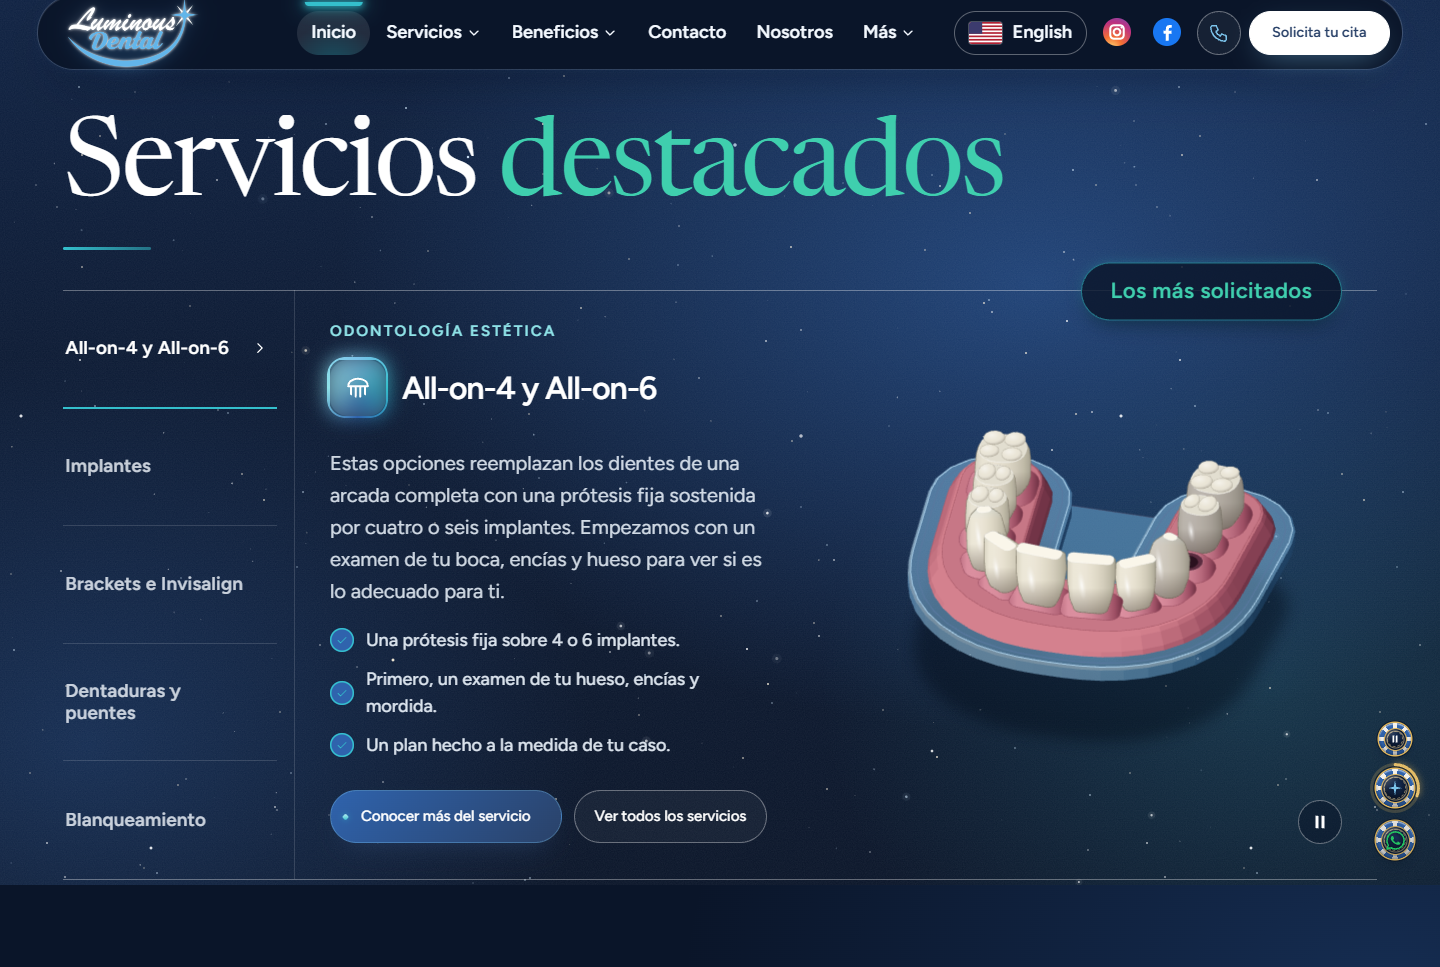 Luminous
Dental
Inicio
Servicios
Beneficios
Contacto
Nosotros
Más
English
Solicita tu cita
Servicios destacados
Los más solicitados
All-on-4 y All-on-6
Implantes
Brackets e Invisalign
Dentaduras y
puentes
Blanqueamiento
ODONTOLOGÍA ESTÉTICA
All-on-4 y All-on-6
Estas opciones reemplazan los dientes de una
arcada completa con una prótesis fija sostenida
por cuatro o seis implantes. Empezamos con un
examen de tu boca, encías y hueso para ver si es
lo adecuado para ti.
Una prótesis fija sobre 4 o 6 implantes.
Primero, un examen de tu hueso, encías y
mordida.
Un plan hecho a la medida de tu caso.
Conocer más del servicio
Ver todos los servicios